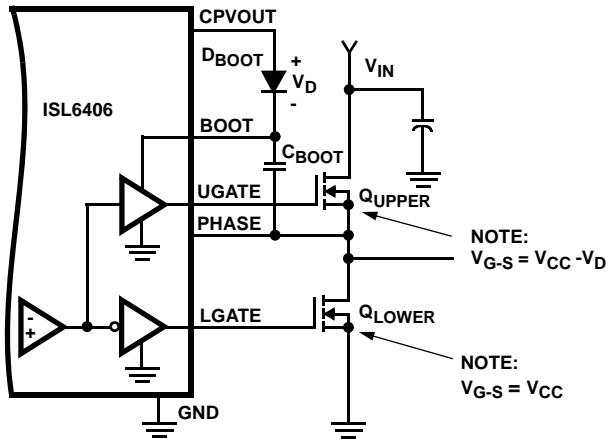 CPVOUT
D_BOOT
+
V_D
-
V_IN
ISL6406
BOOT
C_BOOT
UGATE
Q_UPPER
PHASE
NOTE:
V_G-S = V_CC -V_D
-
+
LGATE
Q_LOWER
NOTE:
V_G-S = V_CC
GND